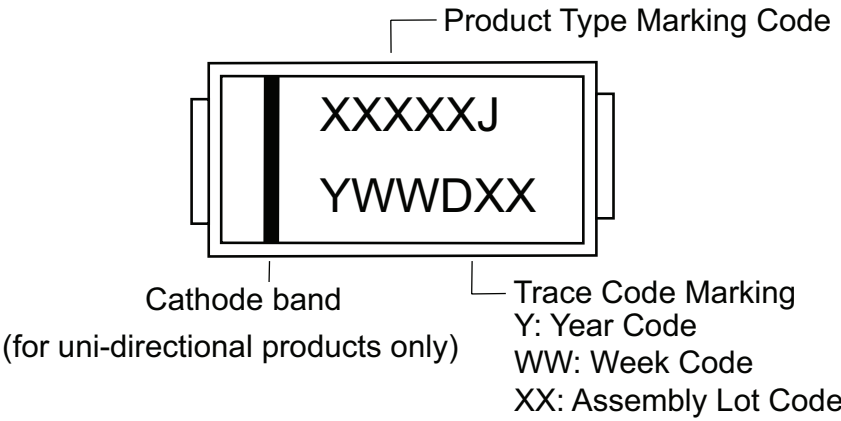 Product Type Marking Code
XXXXXJ
YWWDXX
Cathode band
(for uni-directional products only)
Trace Code Marking
Y: Year Code
WW: Week Code
XX: Assembly Lot Code